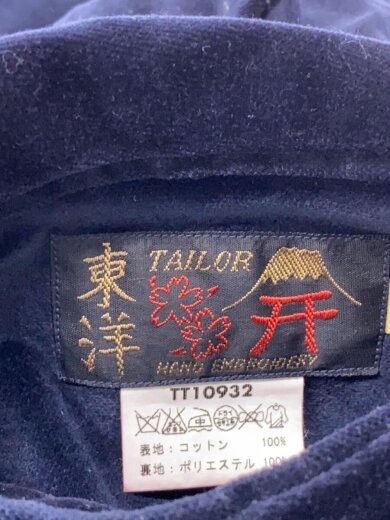 東洋
TAILOR
HAND EMBROIDERY
TT10932
表地：コットン 100%
裏地：ポリエステル 100%